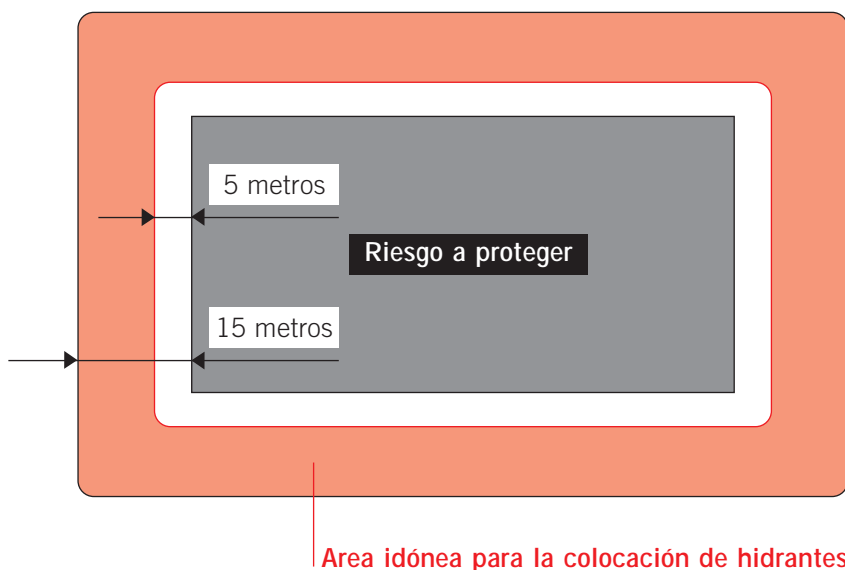 5 metros
Riesgo a proteger
15 metros
Area idónea para la colocación de hidrantes